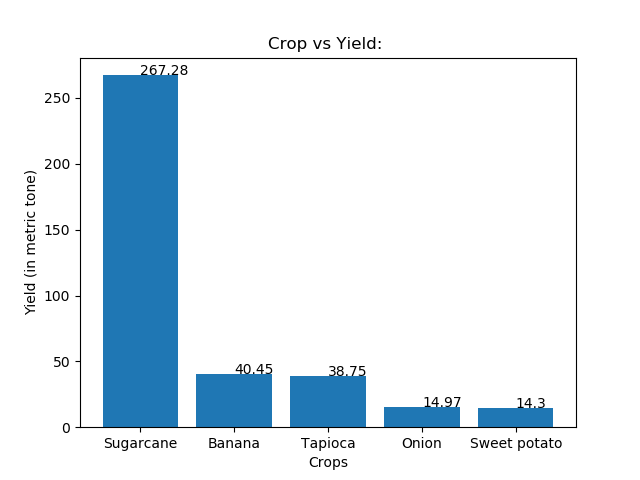 Crop vs Yield:
Yield (in metric tone)
250
200
150
100
50
0
267.28
40.45
38.75
14.97
14.3
Sugarcane
Banana
Tapioca
Onion
Sweet potato
Crops